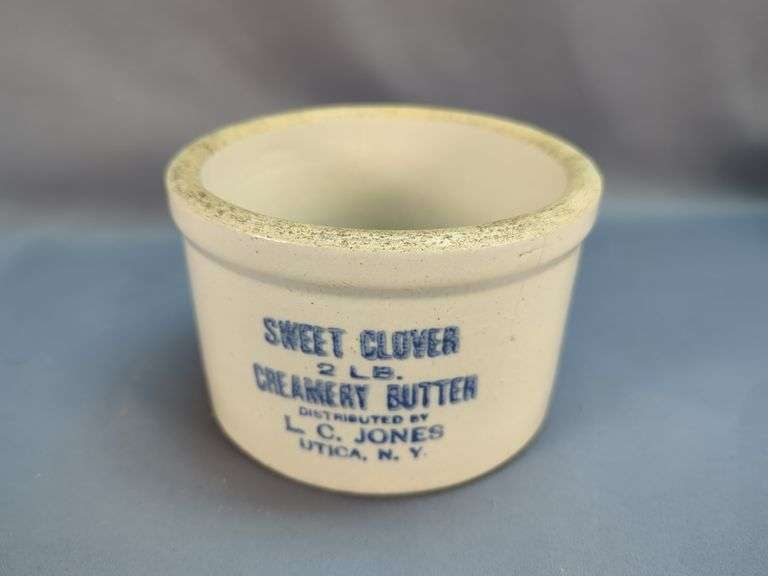 SWEET CLOVER
2 LB.
CREAMERY BUTTER
DISTRIBUTED BY
L. C. JONES
UTICA, N. Y.